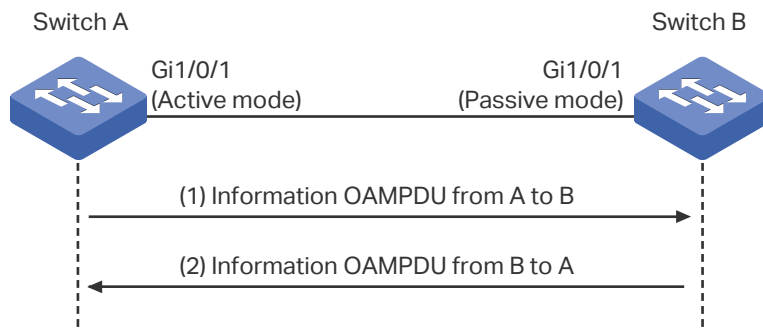 Switch A
Switch B
Gi1/0/1
(Active mode)
Gi1/0/1
(Passive mode)
(1) Information OAMPDU from A to B
(2) Information OAMPDU from B to A